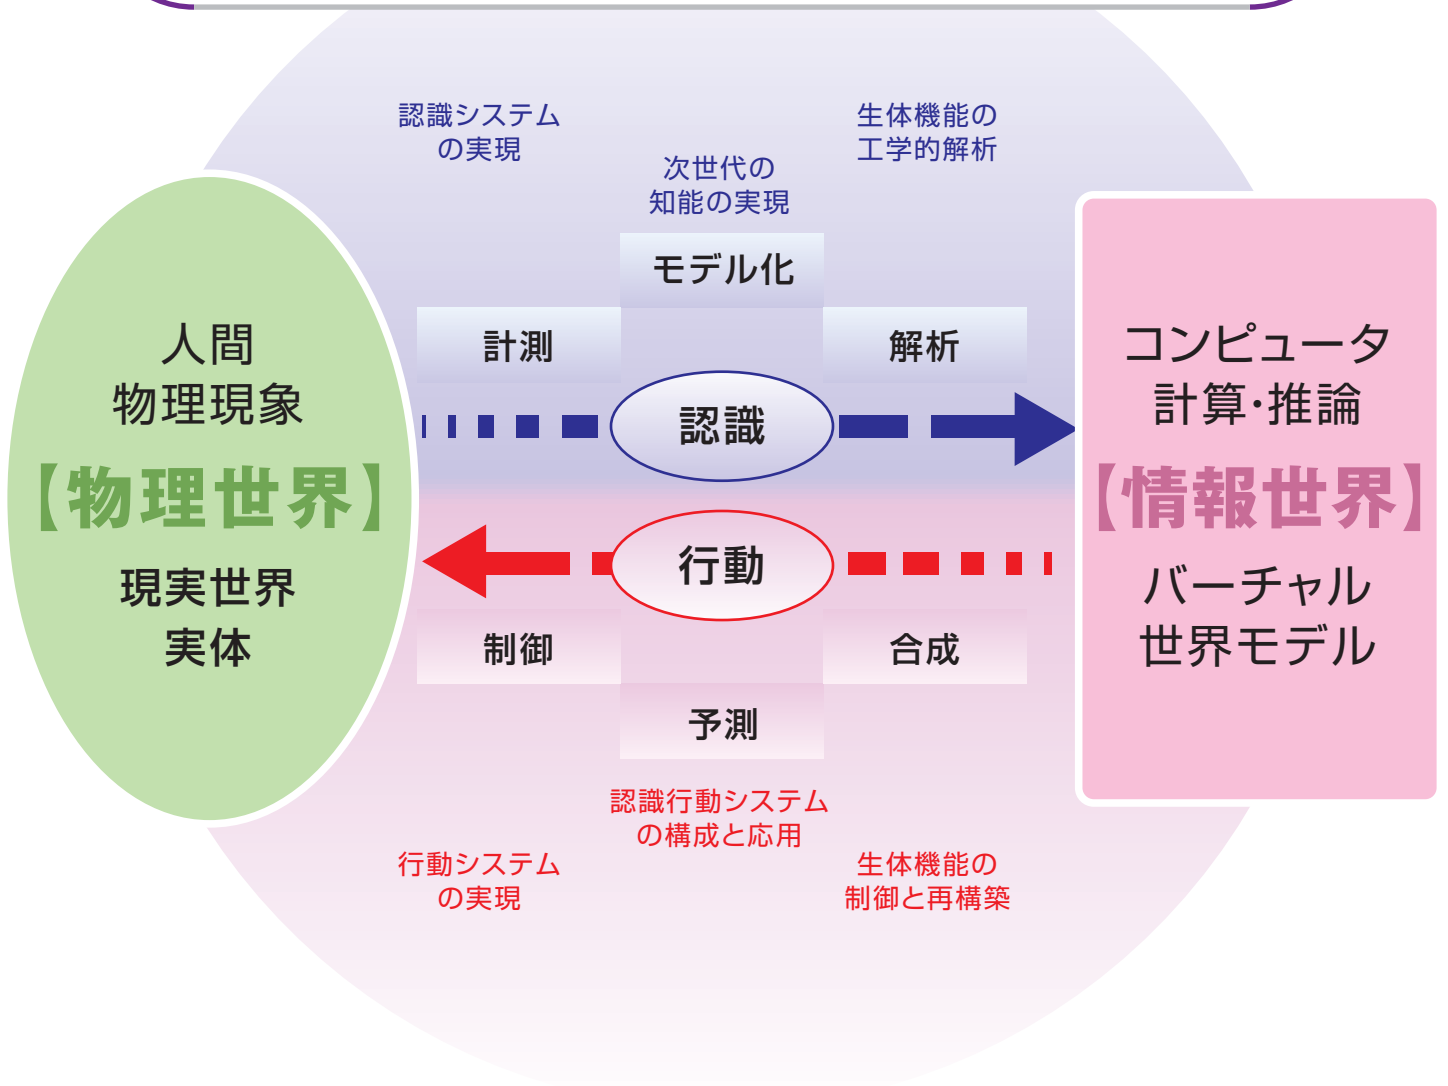 認識システム
の実現
次世代の
知能の実現
生体機能の
工学的解析
モデル化
計測
解析
認識
人間
物理現象
【物理世界】
現実世界
実体
コンピュータ
計算・推論
【情報世界】
バーチャル
世界モデル
行動
制御
合成
予測
認識行動システム
の構成と応用
行動システム
の実現
生体機能の
制御と再構築